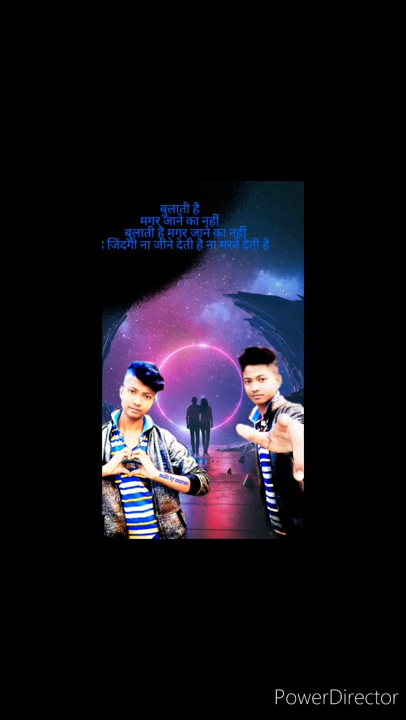 बुलाती है
मगर जाने का नहीं
बुलाती है मगर जाने का नहीं
जिंदगी ना जीने देती है ना मरने देती है
PowerDirector